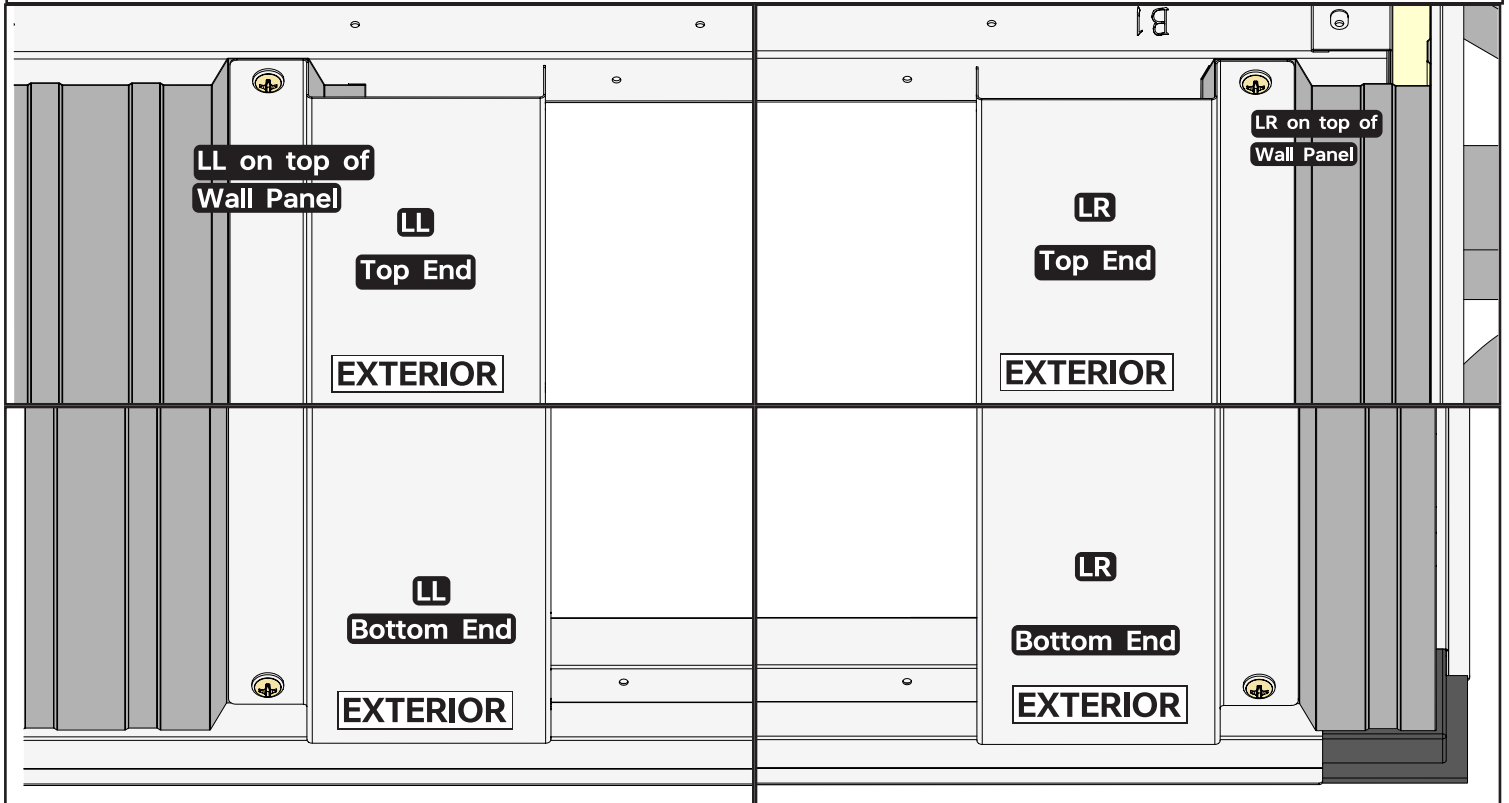 B1
LL on top of
Wall Panel
LL
Top End
EXTERIOR
LR on top of
Wall Panel
LR
Top End
EXTERIOR
LL
Bottom End
EXTERIOR
LR
Bottom End
EXTERIOR